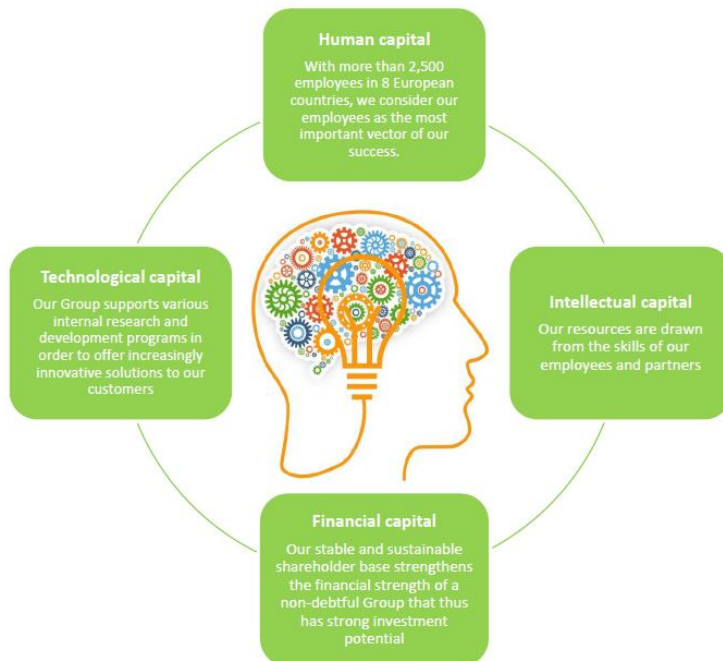 Human capital
With more than 2,500
employees in 8 European
countries, we consider our
employees as the most
important vector of our
success.
Technological capital
Our Group supports various
internal research and
development programs in
order to offer increasingly
innovative solutions to our
customers
Intellectual capital
Our resources are drawn
from the skills of our
employees and partners
Financial capital
Our stable and sustainable
shareholder base strengthens
the financial strength of a
non-debtful Group that thus
has strong investment
potential